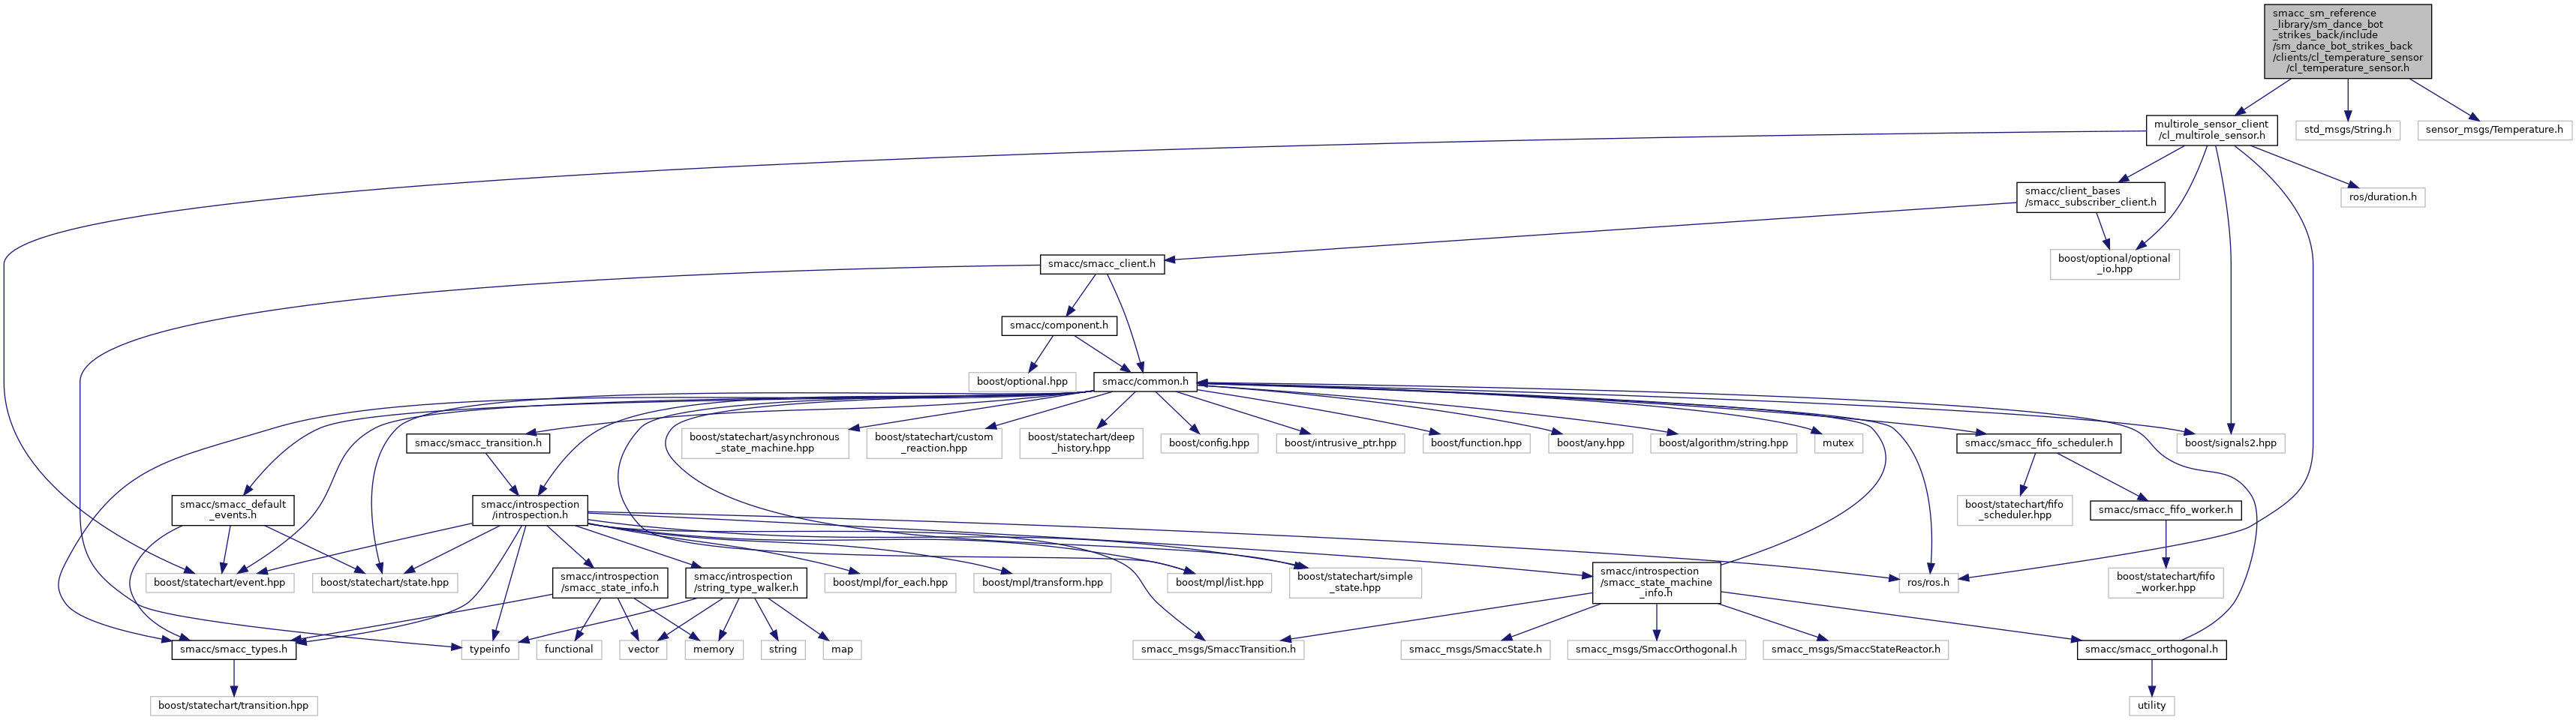 smacc_sm_reference
_library/sm_dance_bot
_strikes_back/include
/sm_dance_bot_strikes_back
/clients/cl_temperature_sensor
/cl_temperature_sensor.h
multirole_sensor_client
/cl_multirole_sensor.h
std_msgs/String.h
sensor_msgs/Temperature.h
smacc/client_bases
/smacc_subscriber_client.h
ros/duration.h
smacc/smacc_client.h
boost/optional/optional
_io.hpp
smacc/component.h
boost/optional.hpp
smacc/common.h
smacc/smacc_transition.h
boost/statechart/asynchronous
_state_machine.hpp
boost/statechart/custom
_reaction.hpp
boost/statechart/deep
_history.hpp
boost/config.hpp
boost/intrusive_ptr.hpp
boost/function.hpp
boost/any.hpp
boost/algorithm/string.hpp
mutex
smacc/smacc_fifo_scheduler.h
boost/signals2.hpp
smacc/smacc_default
_events.h
smacc/introspection
/introspection.h
boost/statechart/fifo
_scheduler.hpp
smacc/smacc_fifo_worker.h
boost/statechart/event.hpp
boost/statechart/state.hpp
smacc/introspection
/smacc_state_info.h
smacc/introspection
/string_type_walker.h
boost/mpl/for_each.hpp
boost/mpl/transform.hpp
boost/mpl/list.hpp
boost/statechart/simple
_state.hpp
smacc/introspection
/smacc_state_machine
_info.h
ros/ros.h
boost/statechart/fifo
_worker.hpp
smacc/smacc_types.h
typeinfo
functional
vector
memory
string
map
smacc_msgs/SmaccTransition.h
smacc_msgs/SmaccState.h
smacc_msgs/SmaccOrthogonal.h
smacc_msgs/SmaccStateReactor.h
smacc/smacc_orthogonal.h
boost/statechart/transition.hpp
utility